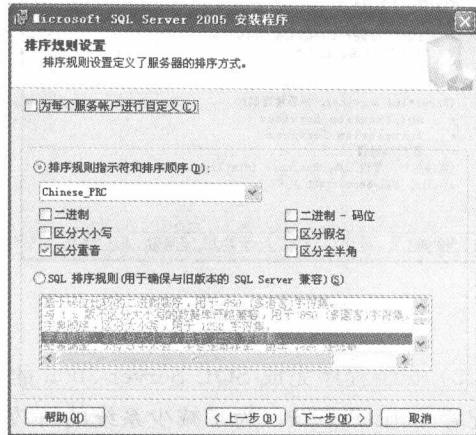 Microsoft SQL Server 2005 安装程序
排序规则设置
排序规则设置定义了服务器的排序方式。
为每个服务帐户进行自定义(C)
排序规则指示符和排序顺序(D):
Chinese_PRC
二进制
二进制 - 码位
区分大小写
区分假名
区分重音
区分全半角
SQL 排序规则(用于确保与旧版本的 SQL Server 兼容)(S)
帮助(H)
< 上一步(B)
下一步(N) >
取消